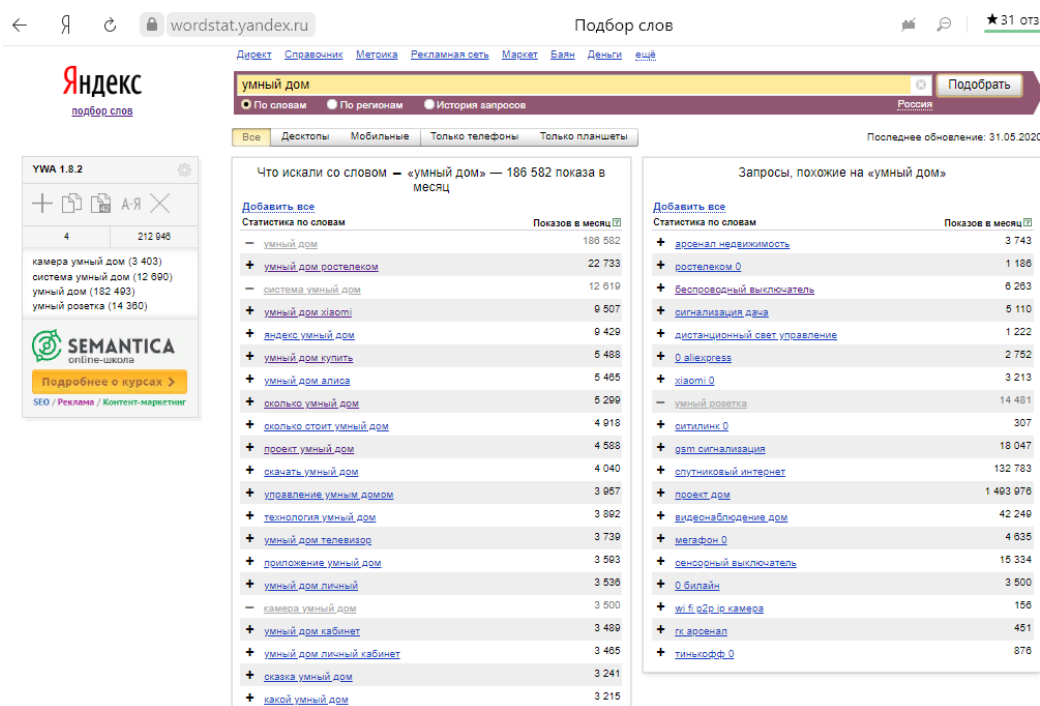 wordstat.yandex.ru
Подбор слов
★ 31 отз
Директ Справочник Метрика Рекламная сеть Маркет Баян Деньги ещё
Яндекс
подбор слов
умный дом
Подобрать
По словам По регионам История запросов
Россия
Все Десктопы Мобильные Только телефоны Только планшеты
Последнее обновление: 31.05.2020
YWA 1.8.2
А-Я
4 212 946
камера умный дом (3 403)
система умный дом (12 690)
умный дом (182 493)
умный розетка (14 360)
SEMANTICA
online-школа
Подробнее о курсах
SEO / Реклама / Контент-маркетинг
Что искали со словом – «умный дом» — 186 582 показа в
месяц
Добавить все
Статистика по словам Показов в месяц ?
– умный дом 186 582
+ умный дом ростелеком 22 733
– система умный дом 12 619
+ умный дом xiaomi 9 507
+ яндекс умный дом 9 429
+ умный дом купить 5 488
+ умный дом алиса 5 465
+ сколько умный дом 5 299
+ сколько стоит умный дом 4 918
+ проект умный дом 4 588
+ скачать умный дом 4 040
+ управление умным домом 3 957
+ технология умный дом 3 892
+ умный дом телевизор 3 739
+ приложение умный дом 3 593
+ умный дом личный 3 536
– камера умный дом 3 500
+ умный дом кабинет 3 489
+ умный дом личный кабинет 3 465
+ сказка умный дом 3 241
+ какой умный дом 3 215
Запросы, похожие на «умный дом»
Добавить все
Статистика по словам Показов в месяц ?
+ арсенал недвижимость 3 743
+ ростелеком 0 1 186
+ беспроводный выключатель 6 263
+ сигнализация дача 5 110
+ дистанционный свет управление 1 222
+ 0 aliexpress 2 752
+ xiaomi 0 3 213
– умный розетка 14 481
+ ситилинк 0 307
+ gsm сигнализация 18 047
+ спутниковый интернет 132 783
+ проект дом 1 493 976
+ видеонаблюдение дом 42 249
+ мегафон 0 4 635
+ сенсорный выключатель 15 334
+ 0 билайн 3 500
+ wi fi p2p ip камера 156
+ гк арсенал 451
+ тинькофф 0 876